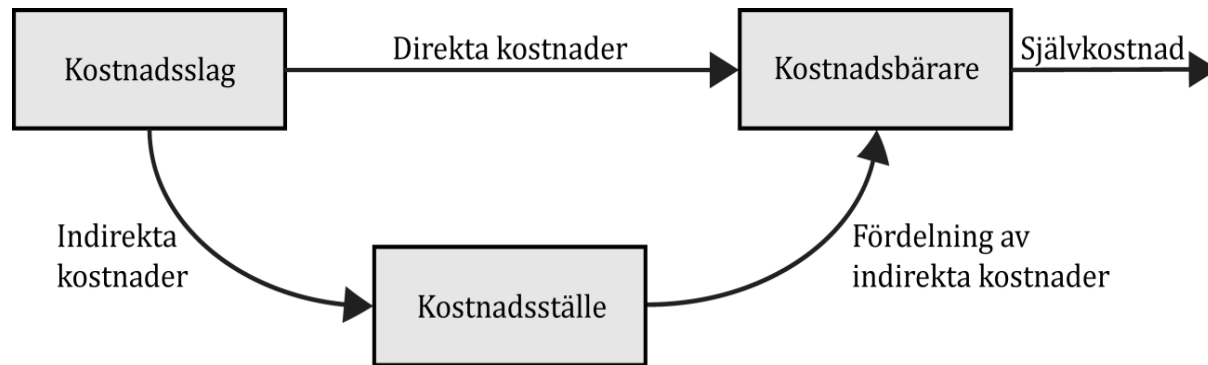 Kostnadsslag
Direkta kostnader
Kostnadsbärare
Självkostnad
Indirekta
kostnader
Kostnadsställe
Fördelning av
indirekta kostnader